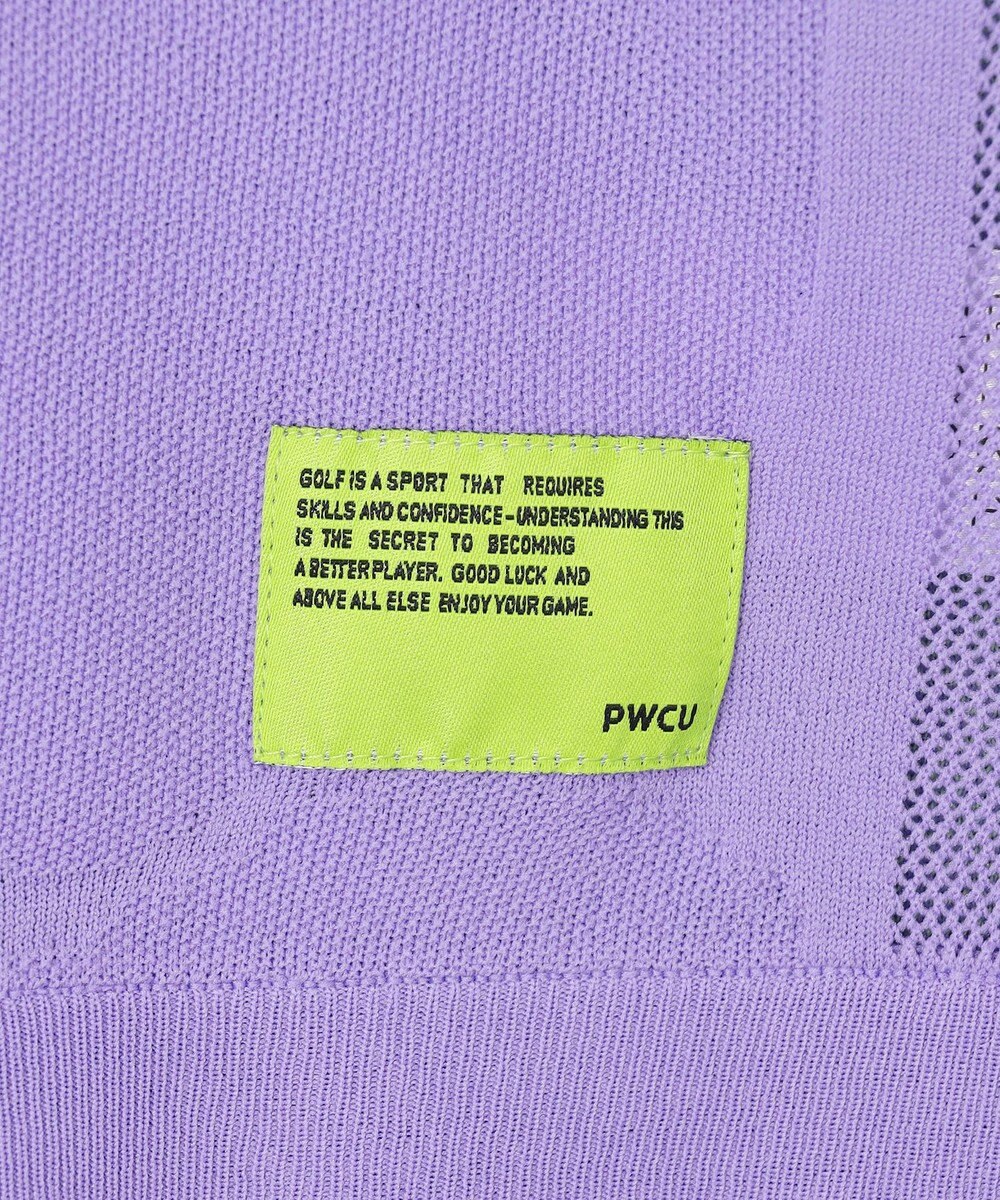 GOLF IS A SPORT THAT REQUIRES
SKILLS AND CONFIDENCE-UNDERSTANDING THIS
IS THE SECRET TO BECOMING
A BETTER PLAYER. GOOD LUCK AND
ABOVE ALL ELSE ENJOY YOUR GAME.
PWCU